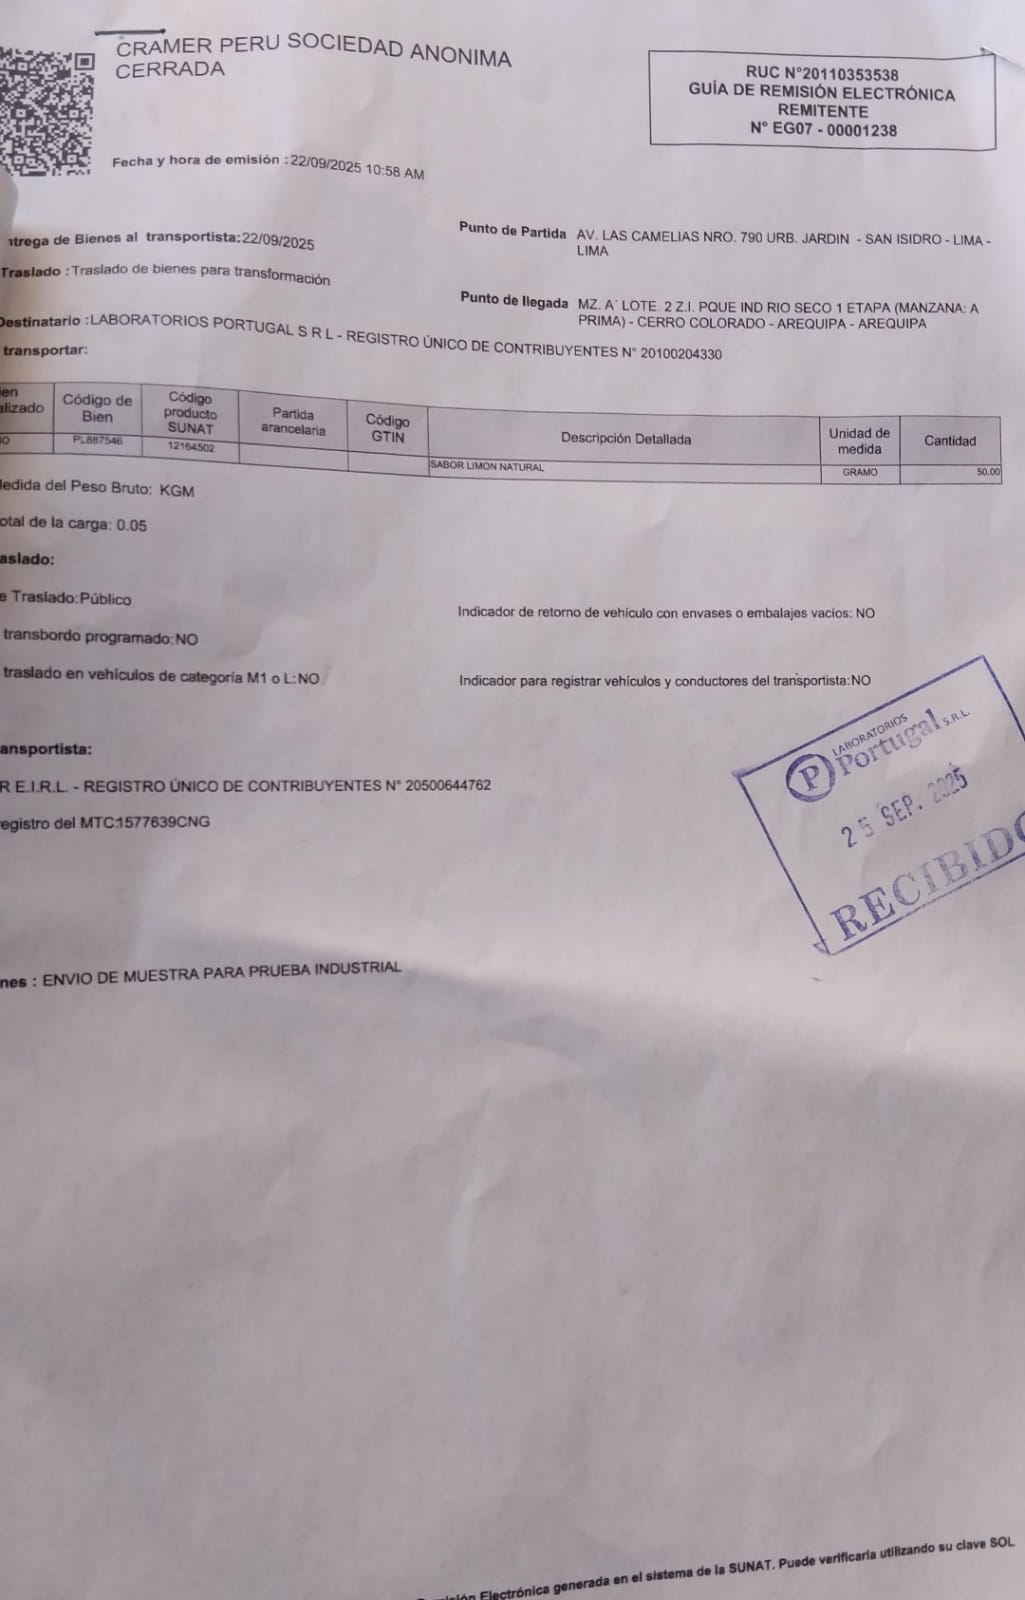 CRAMER PERU SOCIEDAD ANONIMA
CERRADA
RUC N°20110353538
GUÍA DE REMISIÓN ELECTRÓNICA
REMITENTE
N° EG07 - 00001238
Fecha y hora de emisión : 22/09/2025 10:58 AM
ntrega de Bienes al transportista:22/09/2025
Punto de Partida AV. LAS CAMELIAS NRO. 790 URB. JARDIN - SAN ISIDRO - LIMA -
LIMA
Traslado : Traslado de bienes para transformación
Punto de llegada MZ. A´ LOTE. 2 Z.I. PQUE IND RIO SECO 1 ETAPA (MANZANA: A
PRIMA) - CERRO COLORADO - AREQUIPA - AREQUIPA
Destinatario :LABORATORIOS PORTUGAL S R L - REGISTRO ÚNICO DE CONTRIBUYENTES N° 20100204330
transportar:
ien
alizado
Código de
Bien
Código
producto
SUNAT
Partida
arancelaria
Código
GTIN
Descripción Detallada
Unidad de
medida
Cantidad
PL887546 12164502 SABOR LIMON NATURAL GRAMO 50.00
Medida del Peso Bruto: KGM
otal de la carga: 0.05
aslado:
e Traslado:Público
Indicador de retorno de vehículo con envases o embalajes vacíos: NO
transbordo programado:NO
traslado en vehículos de categoría M1 o L:NO
Indicador para registrar vehículos y conductores del transportista:NO
LABORATORIOS
Portugal S.R.L.
25 SEP. 2025
RECIBIDO
ansportista:
R E.I.R.L. - REGISTRO ÚNICO DE CONTRIBUYENTES N° 20500644762
egistro del MTC:1577639CNG
nes : ENVIO DE MUESTRA PARA PRUEBA INDUSTRIAL
isión Electrónica generada en el sistema de la SUNAT. Puede verificarla utilizando su clave SOL